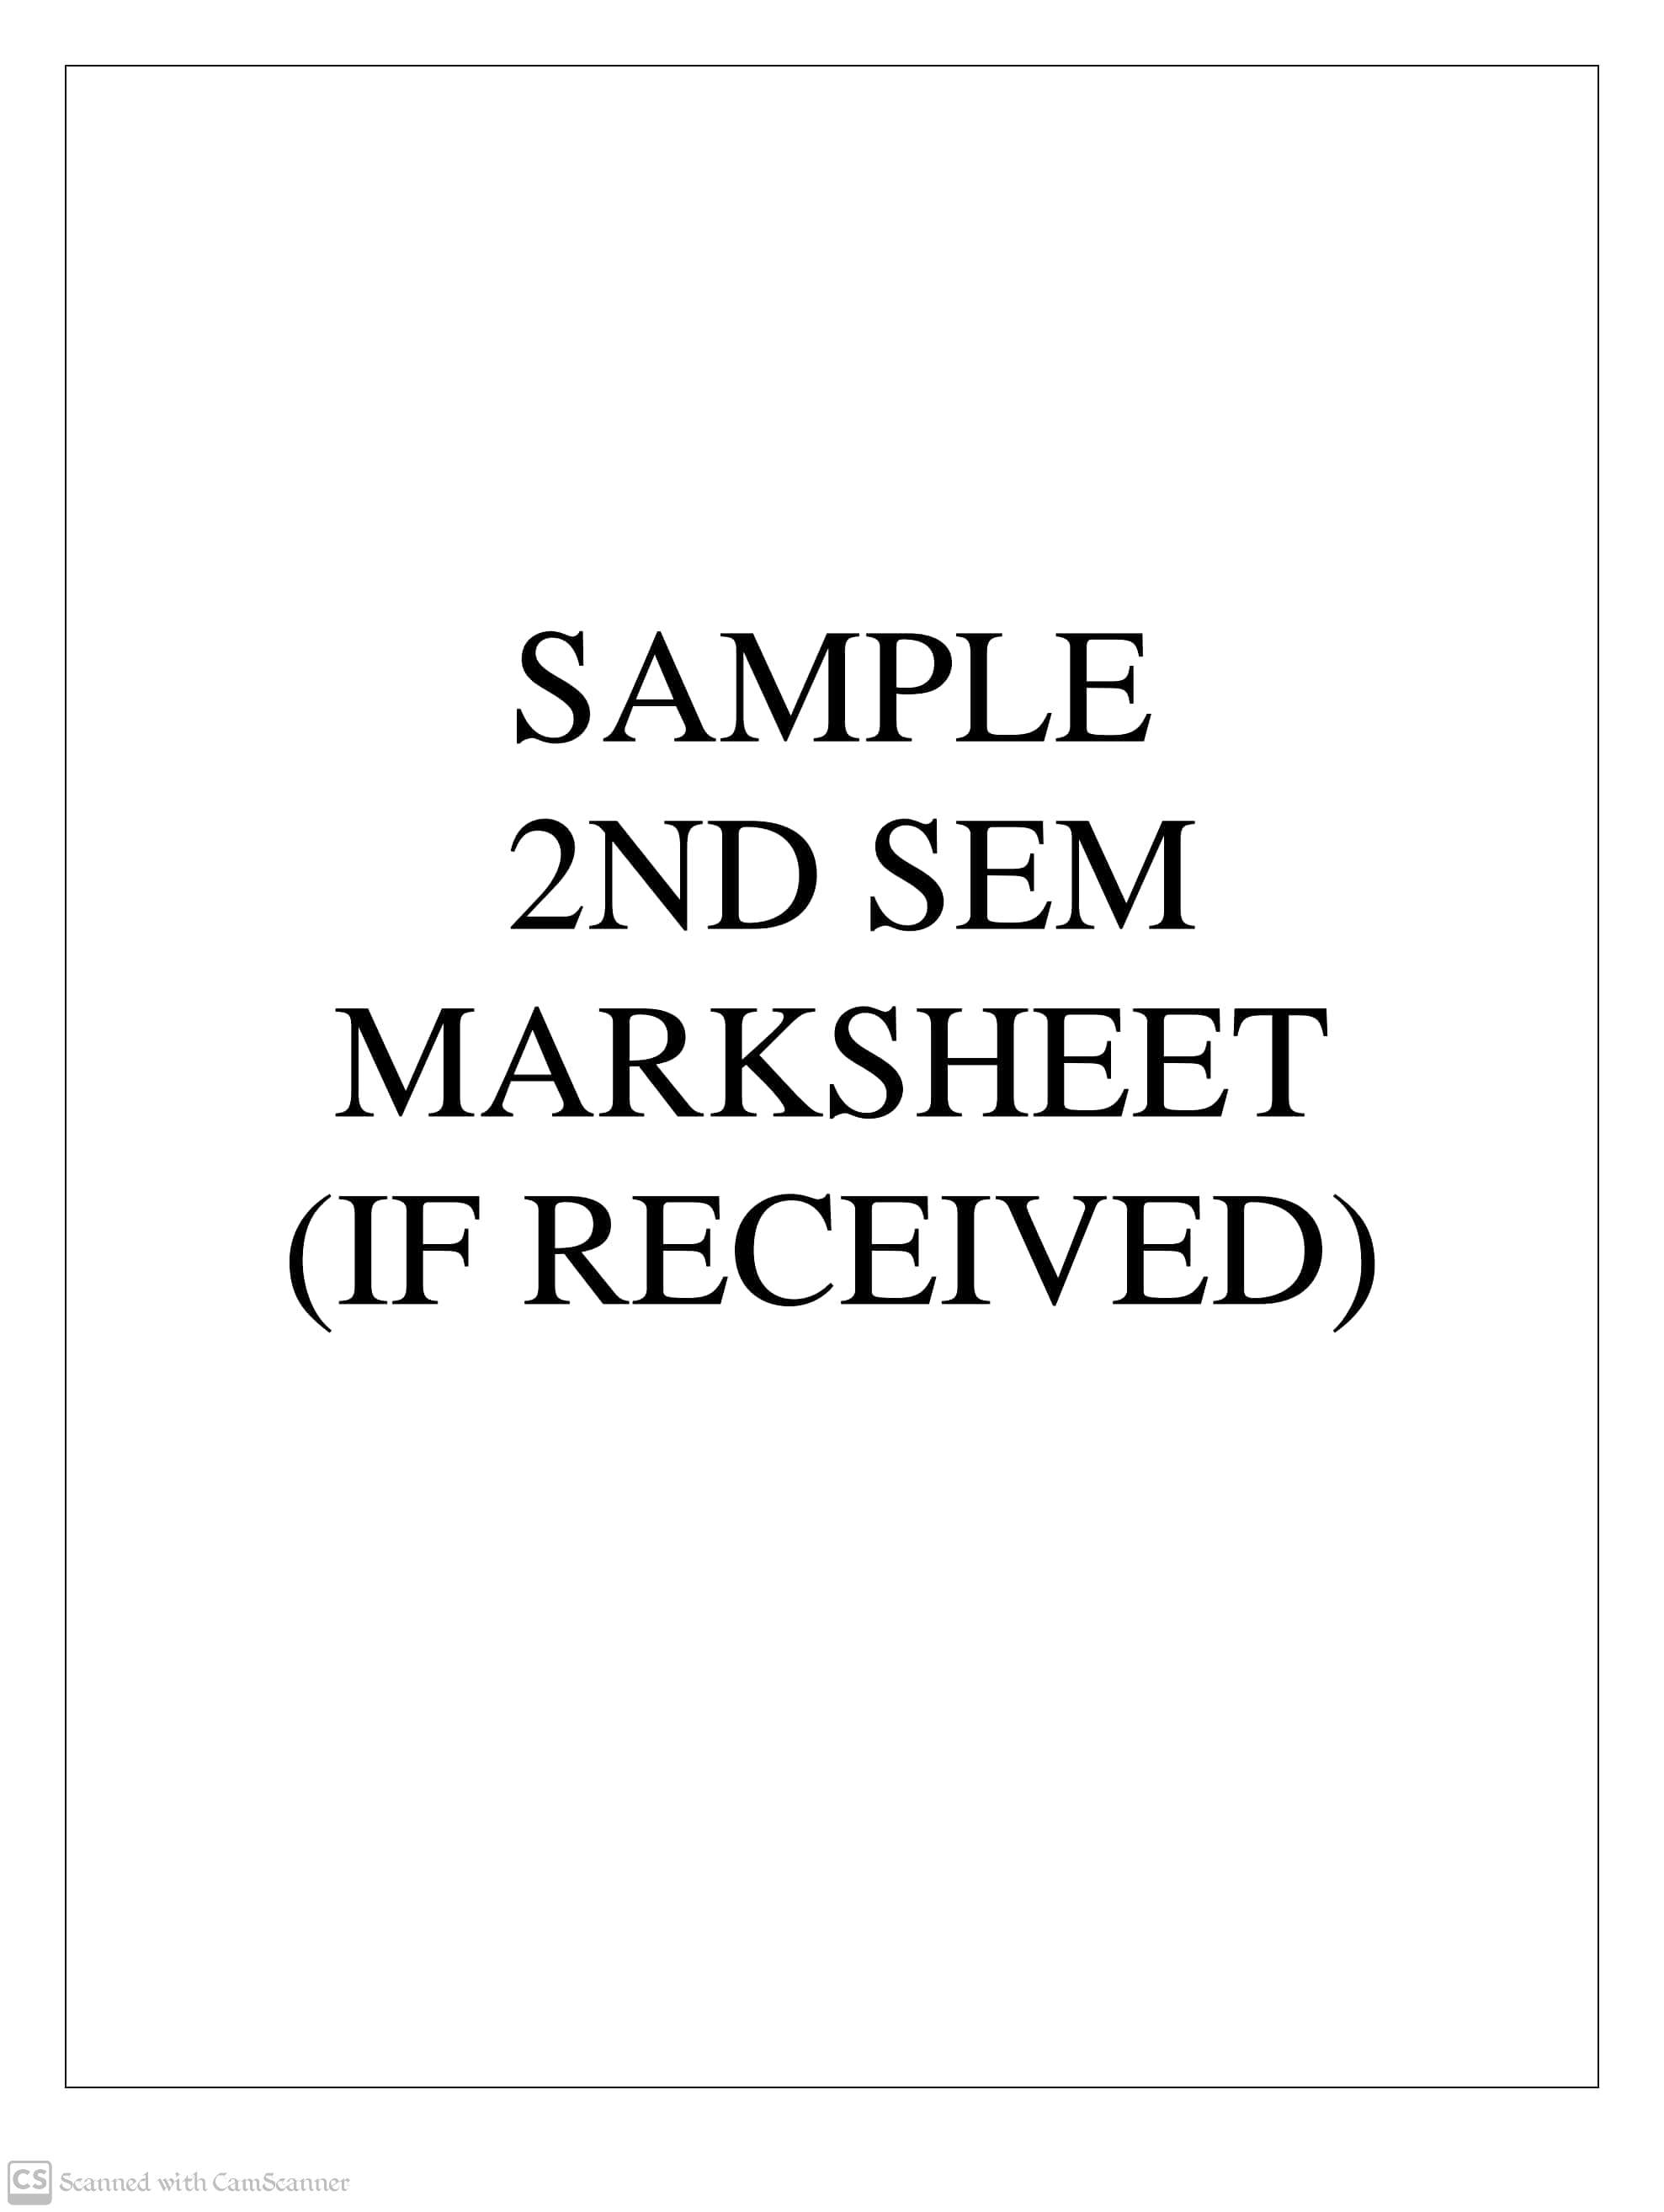 SAMPLE
2ND SEM
MARKSHEET
(IF RECEIVED)
CS Scanned with CamScanner